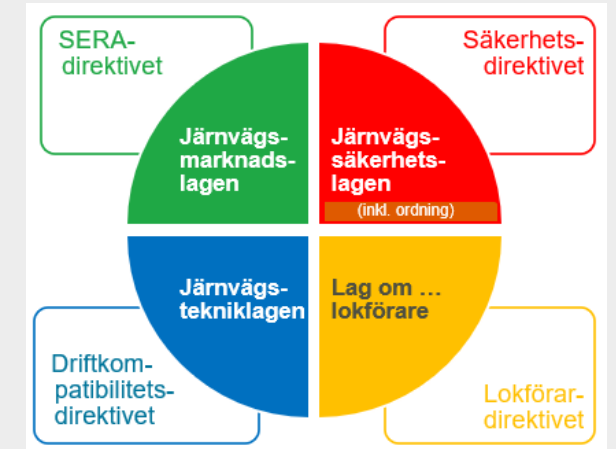 SERA-
direktivet
Säkerhets-
direktivet
Järnvägs-
marknads-
lagen
Järnvägs-
säkerhets-
lagen
(inkl. ordning)
Järnvägs-
tekniklagen
Lag om ...
lokförare
Driftkom-
patibilitets-
direktivet
Lokförar-
direktivet